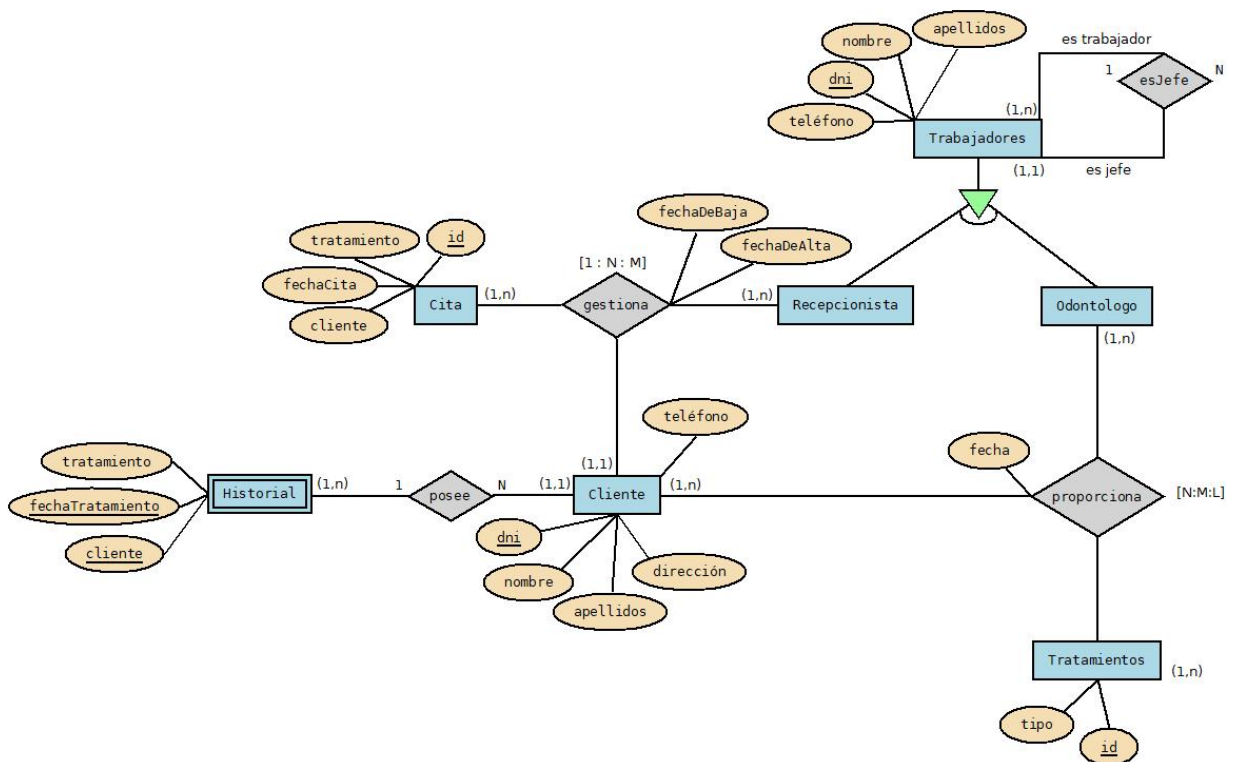 apellidos
nombre
es trabajador
dni
1
esJefe
N
teléfono
(1,n)
Trabajadores
(1,1)
es jefe
fechaDeBaja
id
tratamiento
fechaDeAlta
[1 : N : M]
fechaCita
(1,n)
gestiona
(1,n)
Cita
Recepcionista
Odontologo
cliente
(1,n)
teléfono
fecha
tratamiento
(1,1)
(1,n)
1
posee
N
(1,1)
Cliente
(1,n)
Historial
proporciona
[N:M:L]
fechaTratamiento
dni
cliente
nombre
dirección
apellidos
Tratamientos
(1,n)
tipo
id